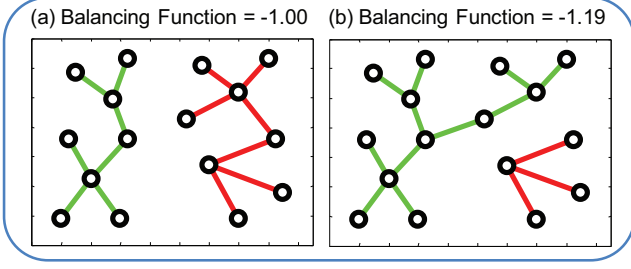 (a) Balancing Function = -1.00
(b) Balancing Function = -1.19